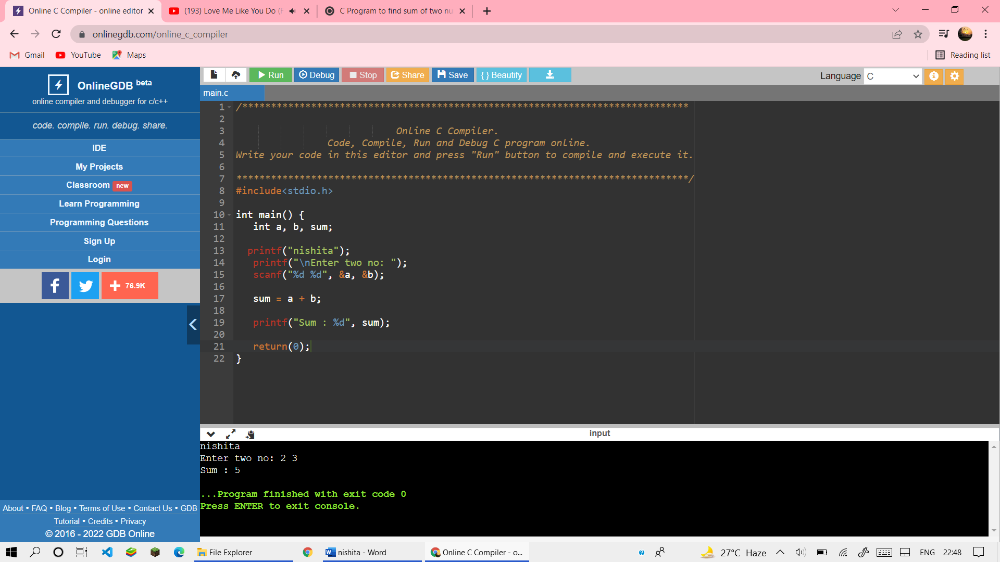 Online C Compiler - online editor
(193) Love Me Like You Do (F
C Program to find sum of two nu
onlinegdb.com/online_c_compiler
Gmail
YouTube
Maps
Reading list
OnlineGDB beta
online compiler and debugger for c/c++
code. compile. run. debug. share.
IDE
My Projects
Classroom new
Learn Programming
Programming Questions
Sign Up
Login
76.9K
About • FAQ • Blog • Terms of Use • Contact Us • GDB
Tutorial • Credits • Privacy
© 2016 - 2022 GDB Online
Run
Debug
Stop
Share
Save
{ } Beautify
Language C
main.c
1 /******************************************************************************
2
3 Online C Compiler.
4 Code, Compile, Run and Debug C program online.
5 Write your code in this editor and press "Run" button to compile and execute it.
6
7 *******************************************************************************/
8 #include<stdio.h>
9
10 int main() {
11 int a, b, sum;
12
13 printf("nishita");
14 printf("\nEnter two no: ");
15 scanf("%d %d", &a, &b);
16
17 sum = a + b;
18
19 printf("Sum : %d", sum);
20
21 return(0);
22 }
input
nishita
Enter two no: 2 3
Sum : 5
...Program finished with exit code 0
Press ENTER to exit console.
File Explorer
nishita - Word
Online C Compiler - o...
27°C Haze
ENG
22:48